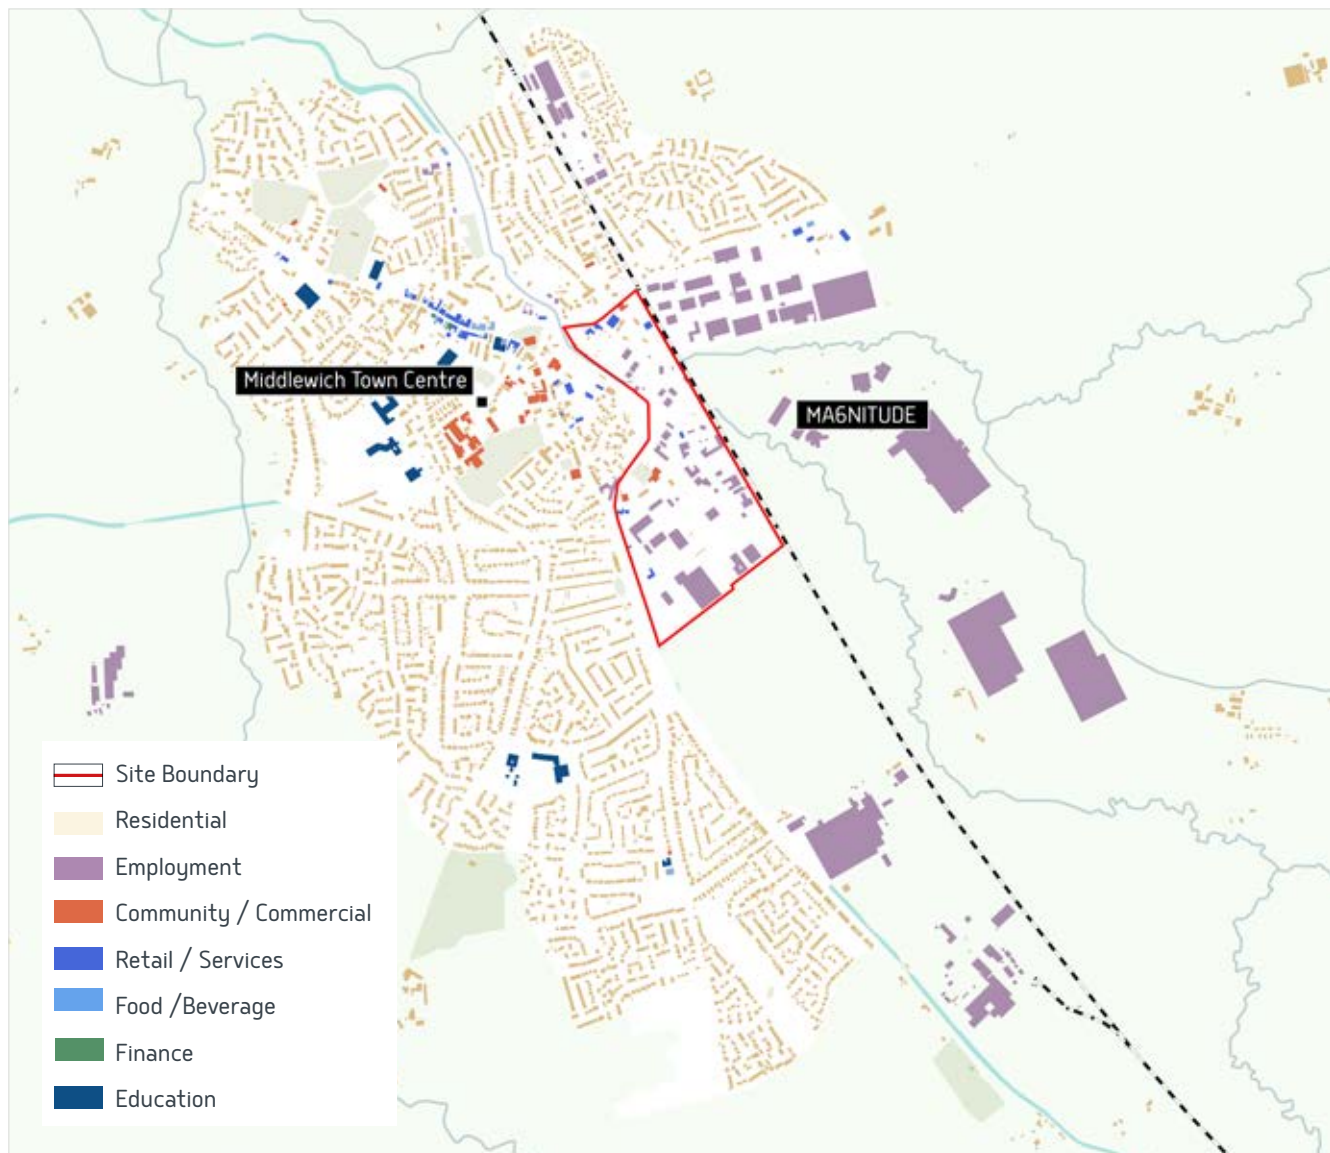 Middlewich Town Centre
MA6NITUDE
Site Boundary
Residential
Employment
Community / Commercial
Retail / Services
Food /Beverage
Finance
Education